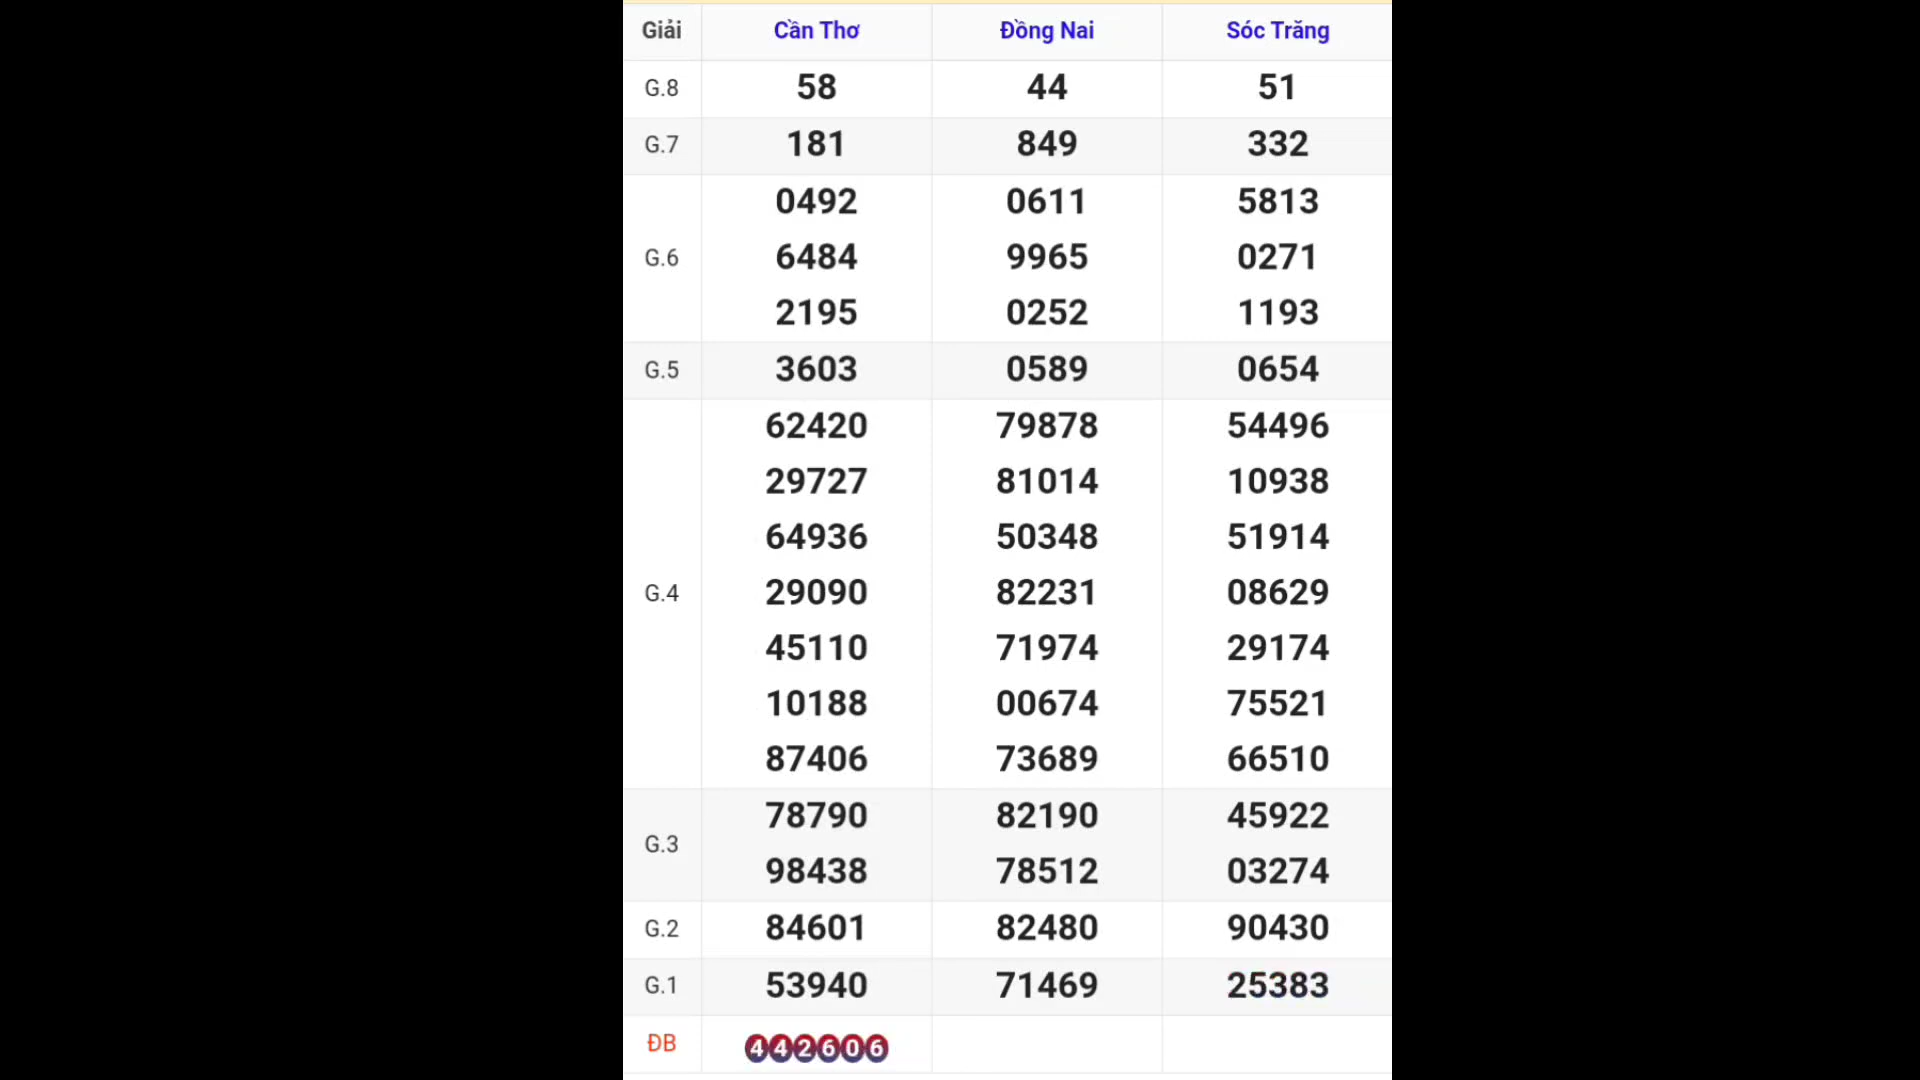 Giải Cần Thơ Đồng Nai Sóc Trăng
G.8 58 44 51
G.7 181 849 332
0492 0611 5813
G.6 6484 9965 0271
2195 0252 1193
G.5 3603 0589 0654
62420 79878 54496
29727 81014 10938
64936 50348 51914
G.4 29090 82231 08629
45110 71974 29174
10188 00674 75521
87406 73689 66510
78790 82190 45922
G.3
98438 78512 03274
G.2 84601 82480 90430
G.1 53940 71469 25383
ĐB 442606